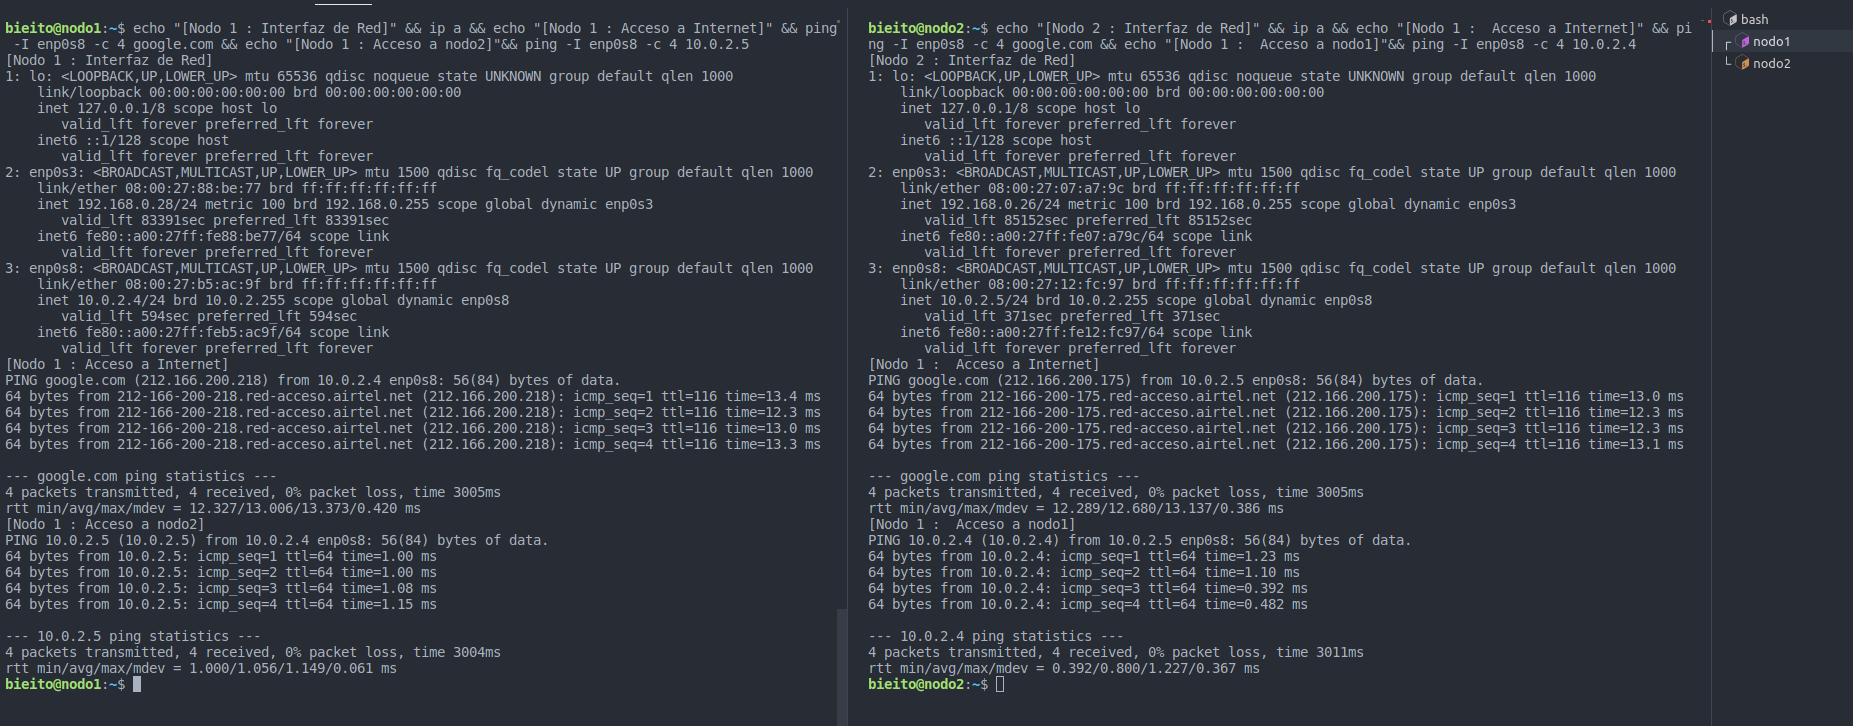 bieito@nodo1:~$ echo "[Nodo 1 : Interfaz de Red]" && ip a && echo "[Nodo 1 : Acceso a Internet]" && ping
 -I enp0s8 -c 4 google.com && echo "[Nodo 1 : Acceso a nodo2]"&& ping -I enp0s8 -c 4 10.0.2.5
[Nodo 1 : Interfaz de Red]
1: lo: <LOOPBACK,UP,LOWER_UP> mtu 65536 qdisc noqueue state UNKNOWN group default qlen 1000
    link/loopback 00:00:00:00:00:00 brd 00:00:00:00:00:00
    inet 127.0.0.1/8 scope host lo
       valid_lft forever preferred_lft forever
    inet6 ::1/128 scope host
       valid_lft forever preferred_lft forever
2: enp0s3: <BROADCAST,MULTICAST,UP,LOWER_UP> mtu 1500 qdisc fq_codel state UP group default qlen 1000
    link/ether 08:00:27:88:be:77 brd ff:ff:ff:ff:ff:ff
    inet 192.168.0.28/24 metric 100 brd 192.168.0.255 scope global dynamic enp0s3
       valid_lft 83391sec preferred_lft 83391sec
    inet6 fe80::a00:27ff:fe88:be77/64 scope link
       valid_lft forever preferred_lft forever
3: enp0s8: <BROADCAST,MULTICAST,UP,LOWER_UP> mtu 1500 qdisc fq_codel state UP group default qlen 1000
    link/ether 08:00:27:b5:ac:9f brd ff:ff:ff:ff:ff:ff
    inet 10.0.2.4/24 brd 10.0.2.255 scope global dynamic enp0s8
       valid_lft 594sec preferred_lft 594sec
    inet6 fe80::a00:27ff:feb5:ac9f/64 scope link
       valid_lft forever preferred_lft forever
[Nodo 1 : Acceso a Internet]
PING google.com (212.166.200.218) from 10.0.2.4 enp0s8: 56(84) bytes of data.
64 bytes from 212-166-200-218.red-acceso.airtel.net (212.166.200.218): icmp_seq=1 ttl=116 time=13.4 ms
64 bytes from 212-166-200-218.red-acceso.airtel.net (212.166.200.218): icmp_seq=2 ttl=116 time=12.3 ms
64 bytes from 212-166-200-218.red-acceso.airtel.net (212.166.200.218): icmp_seq=3 ttl=116 time=13.0 ms
64 bytes from 212-166-200-218.red-acceso.airtel.net (212.166.200.218): icmp_seq=4 ttl=116 time=13.3 ms

--- google.com ping statistics ---
4 packets transmitted, 4 received, 0% packet loss, time 3005ms
rtt min/avg/max/mdev = 12.327/13.006/13.373/0.420 ms
[Nodo 1 : Acceso a nodo2]
PING 10.0.2.5 (10.0.2.5) from 10.0.2.4 enp0s8: 56(84) bytes of data.
64 bytes from 10.0.2.5: icmp_seq=1 ttl=64 time=1.00 ms
64 bytes from 10.0.2.5: icmp_seq=2 ttl=64 time=1.00 ms
64 bytes from 10.0.2.5: icmp_seq=3 ttl=64 time=1.08 ms
64 bytes from 10.0.2.5: icmp_seq=4 ttl=64 time=1.15 ms

--- 10.0.2.5 ping statistics ---
4 packets transmitted, 4 received, 0% packet loss, time 3004ms
rtt min/avg/max/mdev = 1.000/1.056/1.149/0.061 ms
bieito@nodo1:~$
bieito@nodo2:~$ echo "[Nodo 2 : Interfaz de Red]" && ip a && echo "[Nodo 1 :  Acceso a Internet]" && pi
ng -I enp0s8 -c 4 google.com && echo "[Nodo 1 :  Acceso a nodo1]"&& ping -I enp0s8 -c 4 10.0.2.4
[Nodo 2 : Interfaz de Red]
1: lo: <LOOPBACK,UP,LOWER_UP> mtu 65536 qdisc noqueue state UNKNOWN group default qlen 1000
    link/loopback 00:00:00:00:00:00 brd 00:00:00:00:00:00
    inet 127.0.0.1/8 scope host lo
       valid_lft forever preferred_lft forever
    inet6 ::1/128 scope host
       valid_lft forever preferred_lft forever
2: enp0s3: <BROADCAST,MULTICAST,UP,LOWER_UP> mtu 1500 qdisc fq_codel state UP group default qlen 1000
    link/ether 08:00:27:07:a7:9c brd ff:ff:ff:ff:ff:ff
    inet 192.168.0.26/24 metric 100 brd 192.168.0.255 scope global dynamic enp0s3
       valid_lft 85152sec preferred_lft 85152sec
    inet6 fe80::a00:27ff:fe07:a79c/64 scope link
       valid_lft forever preferred_lft forever
3: enp0s8: <BROADCAST,MULTICAST,UP,LOWER_UP> mtu 1500 qdisc fq_codel state UP group default qlen 1000
    link/ether 08:00:27:12:fc:97 brd ff:ff:ff:ff:ff:ff
    inet 10.0.2.5/24 brd 10.0.2.255 scope global dynamic enp0s8
       valid_lft 371sec preferred_lft 371sec
    inet6 fe80::a00:27ff:fe12:fc97/64 scope link
       valid_lft forever preferred_lft forever
[Nodo 1 :  Acceso a Internet]
PING google.com (212.166.200.175) from 10.0.2.5 enp0s8: 56(84) bytes of data.
64 bytes from 212-166-200-175.red-acceso.airtel.net (212.166.200.175): icmp_seq=1 ttl=116 time=13.0 ms
64 bytes from 212-166-200-175.red-acceso.airtel.net (212.166.200.175): icmp_seq=2 ttl=116 time=12.3 ms
64 bytes from 212-166-200-175.red-acceso.airtel.net (212.166.200.175): icmp_seq=3 ttl=116 time=12.3 ms
64 bytes from 212-166-200-175.red-acceso.airtel.net (212.166.200.175): icmp_seq=4 ttl=116 time=13.1 ms

--- google.com ping statistics ---
4 packets transmitted, 4 received, 0% packet loss, time 3005ms
rtt min/avg/max/mdev = 12.289/12.680/13.137/0.386 ms
[Nodo 1 :  Acceso a nodo1]
PING 10.0.2.4 (10.0.2.4) from 10.0.2.5 enp0s8: 56(84) bytes of data.
64 bytes from 10.0.2.4: icmp_seq=1 ttl=64 time=1.23 ms
64 bytes from 10.0.2.4: icmp_seq=2 ttl=64 time=1.10 ms
64 bytes from 10.0.2.4: icmp_seq=3 ttl=64 time=0.392 ms
64 bytes from 10.0.2.4: icmp_seq=4 ttl=64 time=0.482 ms

--- 10.0.2.4 ping statistics ---
4 packets transmitted, 4 received, 0% packet loss, time 3011ms
rtt min/avg/max/mdev = 0.392/0.800/1.227/0.367 ms
bieito@nodo2:~$
bash
nodo1
nodo2